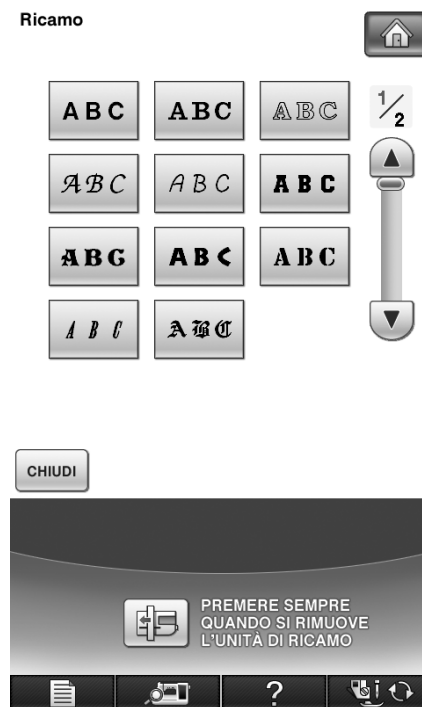 Ricamo
ABC ABC ABC
1/2
ABC ABC ABC
ABC ABC ABC
ABC ABC
CHIUDI
PREMERE SEMPRE
QUANDO SI RIMUOVE
L'UNITÀ DI RICAMO
?